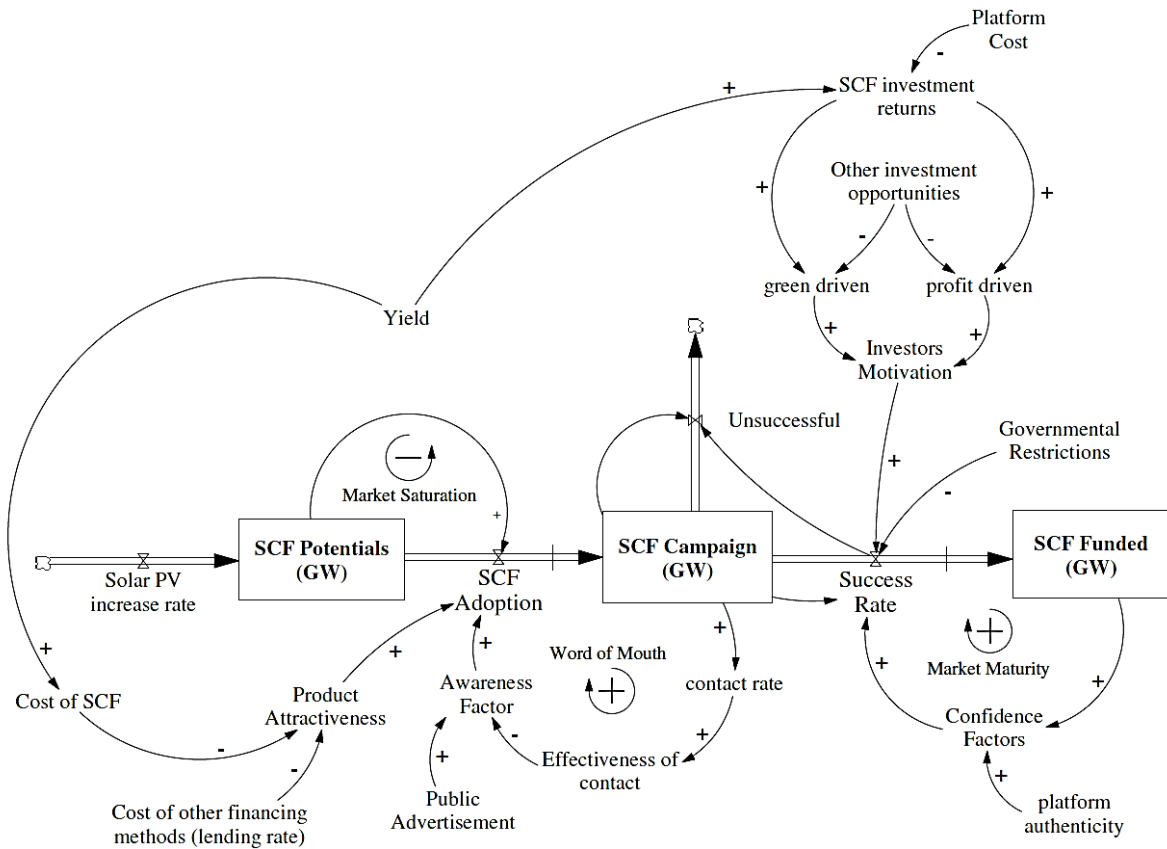 Platform
Cost
-
+
SCF investment
returns
Other investment
opportunities
+
+
-
-
green driven
profit driven
Yield
+
+
Investors
Motivation
Unsuccessful
Governmental
Restrictions
−
Market Saturation
+
+
-
SCF Potentials
(GW)
SCF Campaign
(GW)
SCF Funded
(GW)
Solar PV
increase rate
SCF
Adoption
Success
Rate
+
+
+
+
Word of Mouth
+
+
Market Maturity
+
+
Cost of SCF
Product
Attractiveness
Awareness
Factor
contact rate
Confidence
Factors
-
-
+
-
+
+
Effectiveness of
contact
Cost of other financing
methods (lending rate)
Public
Advertisement
platform
authenticity